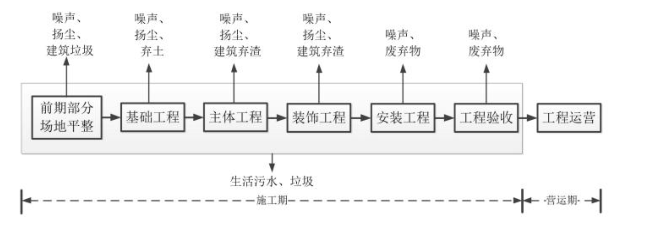 噪声、
扬尘、
建筑垃圾
噪声、
扬尘、
弃土
噪声、
扬尘、
建筑弃渣
噪声、
扬尘、
建筑弃渣
噪声、
废弃物
噪声、
废弃物
前期部分
场地平整
基础工程
主体工程
装饰工程
安装工程
工程验收
工程运营
生活污水、垃圾
施工期
营运期